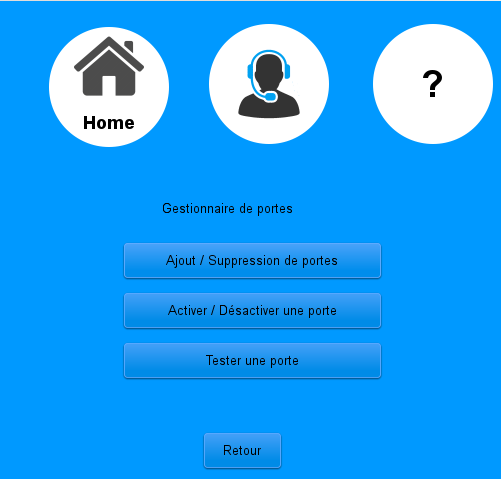 Home
?
Gestionnaire de portes
Ajout / Suppression de portes
Activer / Désactiver une porte
Tester une porte
Retour